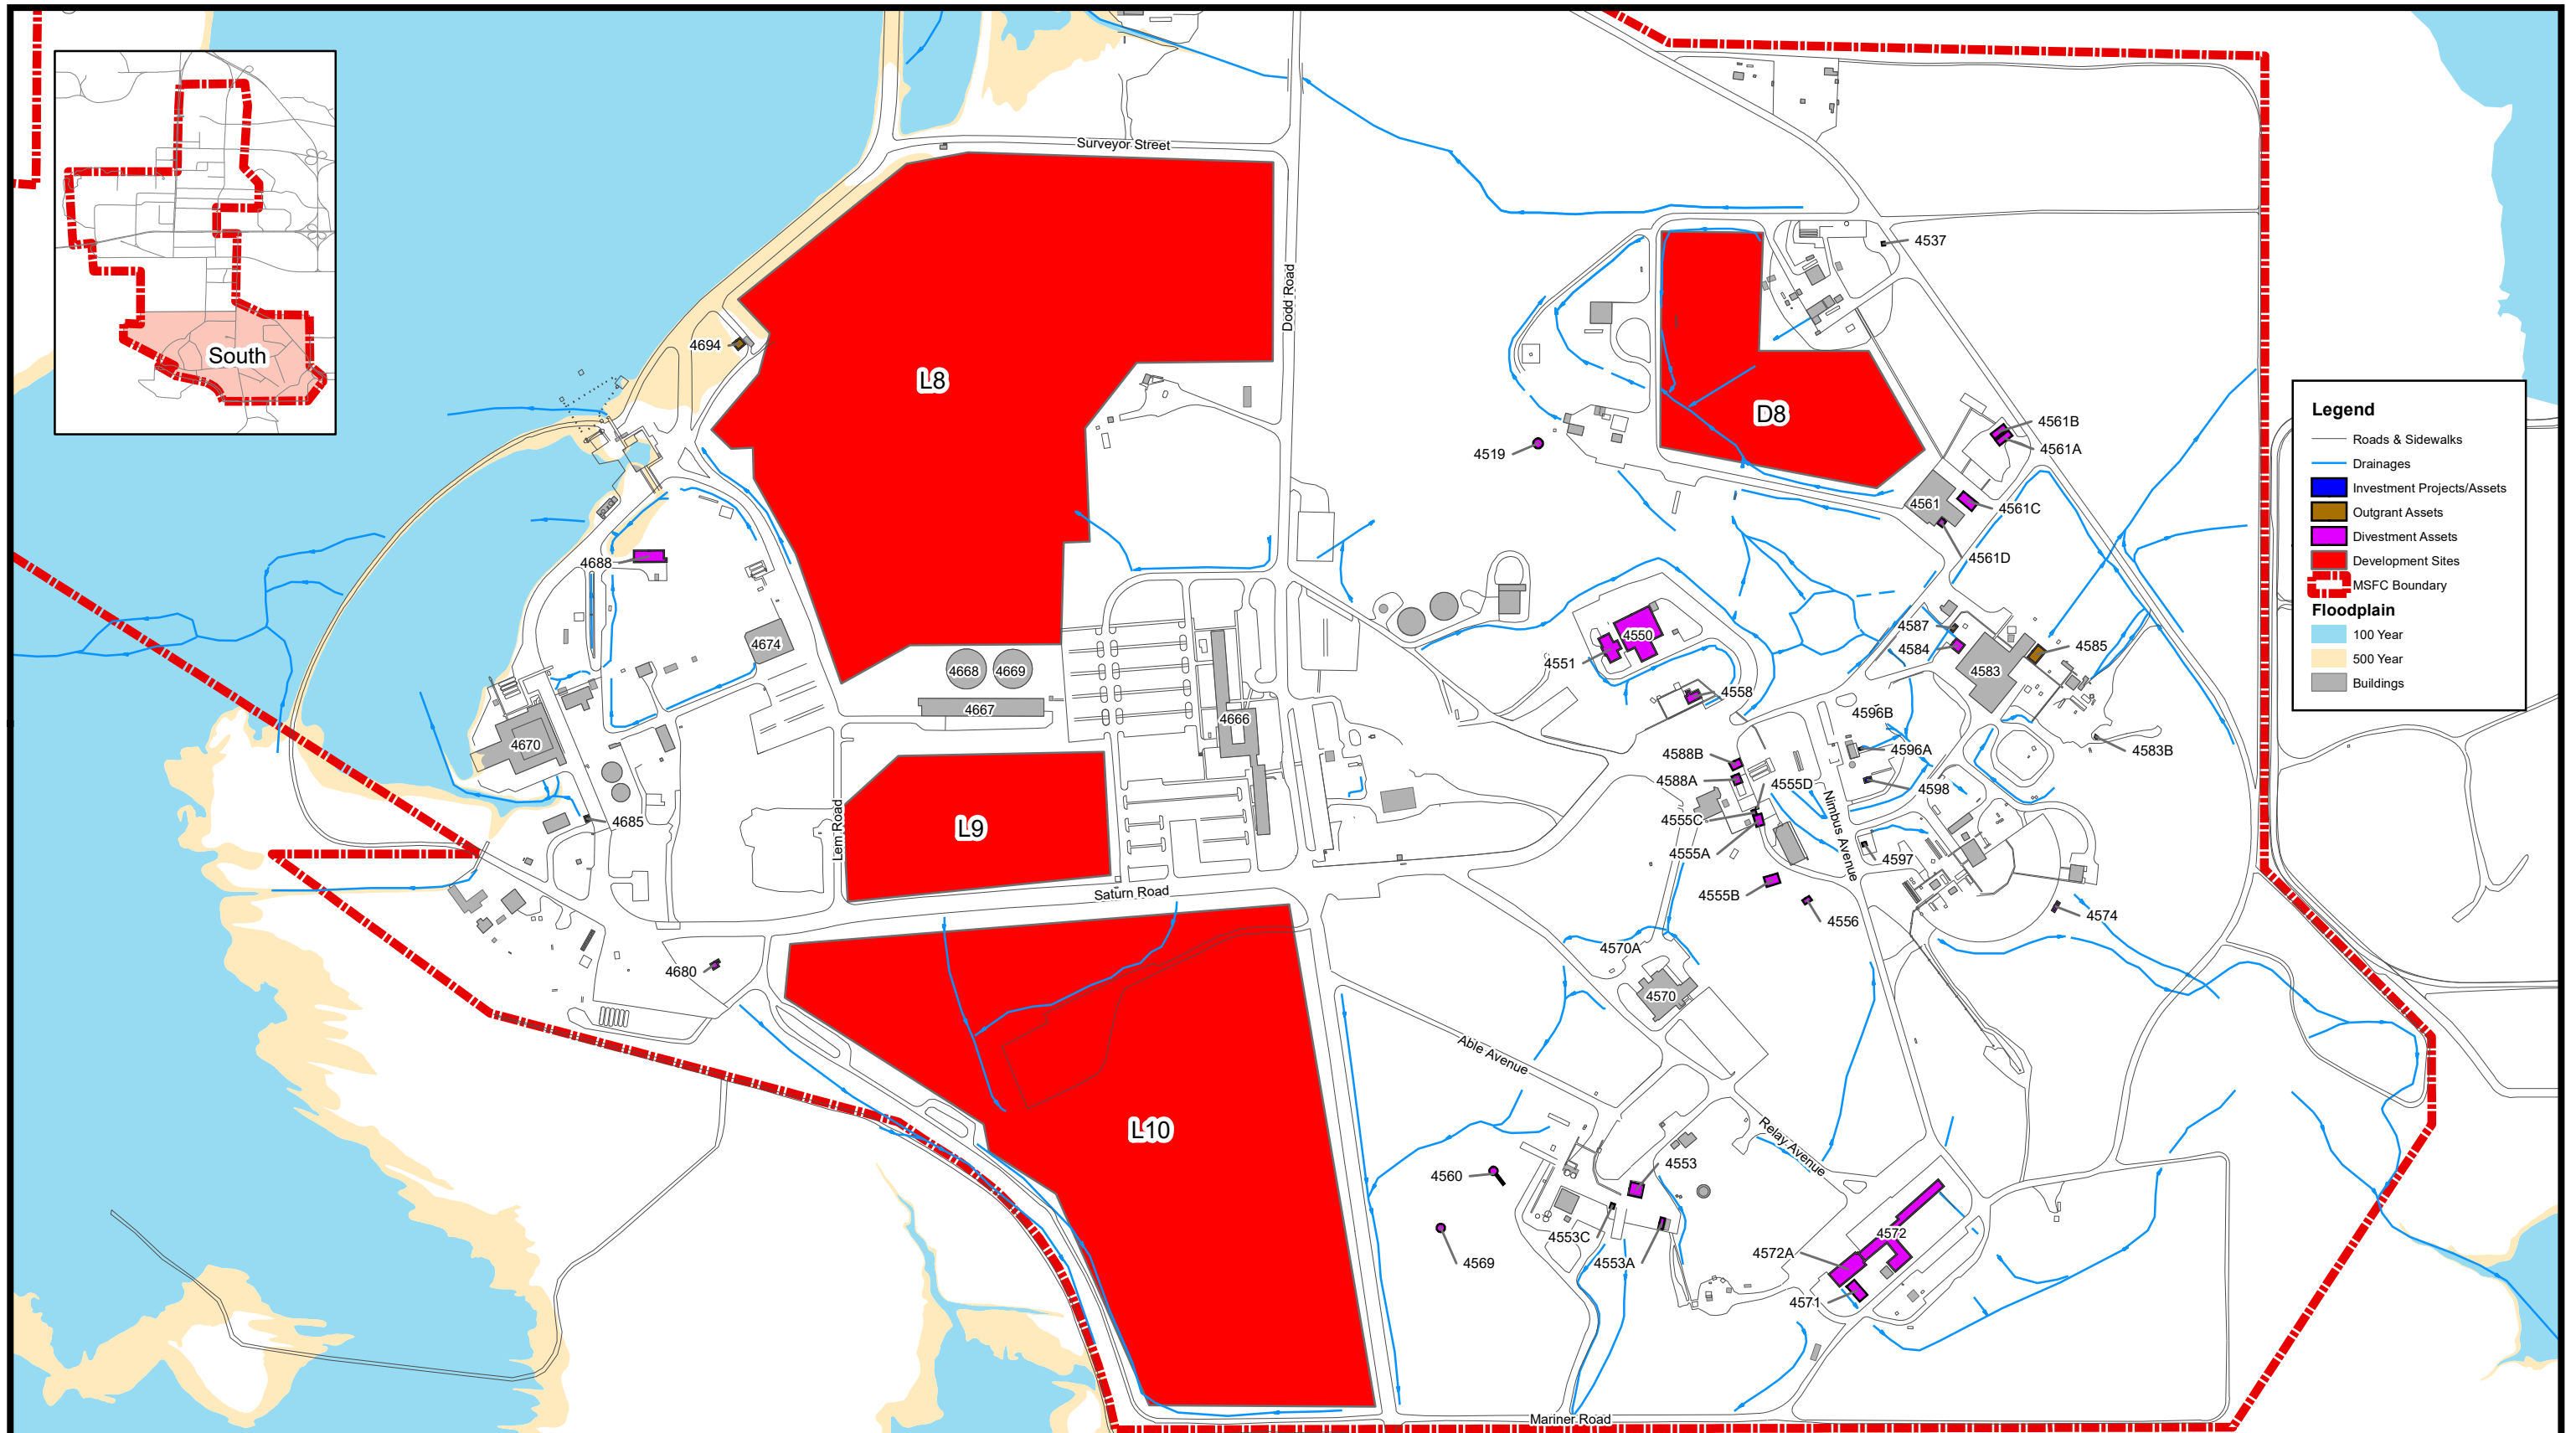 Surveyor Street
4537
South
Dodd Road
4694
L8
D8
Legend
Roads & Sidewalks
Drainages
Investment Projects/Assets
Outgrant Assets
Divestment Assets
Development Sites
MSFC Boundary
Floodplain
100 Year
500 Year
Buildings
4561B
4561A
4519
4561
4561C
4561D
4688
4587
4584
4585
4583
4674
4550
4551
4668
4669
4667
4558
4666
4670
4596B
4596A
4583B
4588B
4588A
4555D
4598
4555C
4685
L9
Lem Road
Nimbus Avenue
4555A
4597
4555B
4556
4574
Saturn Road
4570A
4680
4570
Able Avenue
L10
Relay Avenue
4560
4553
4553C
4553A
4569
4572
4572A
4571
Mariner Road